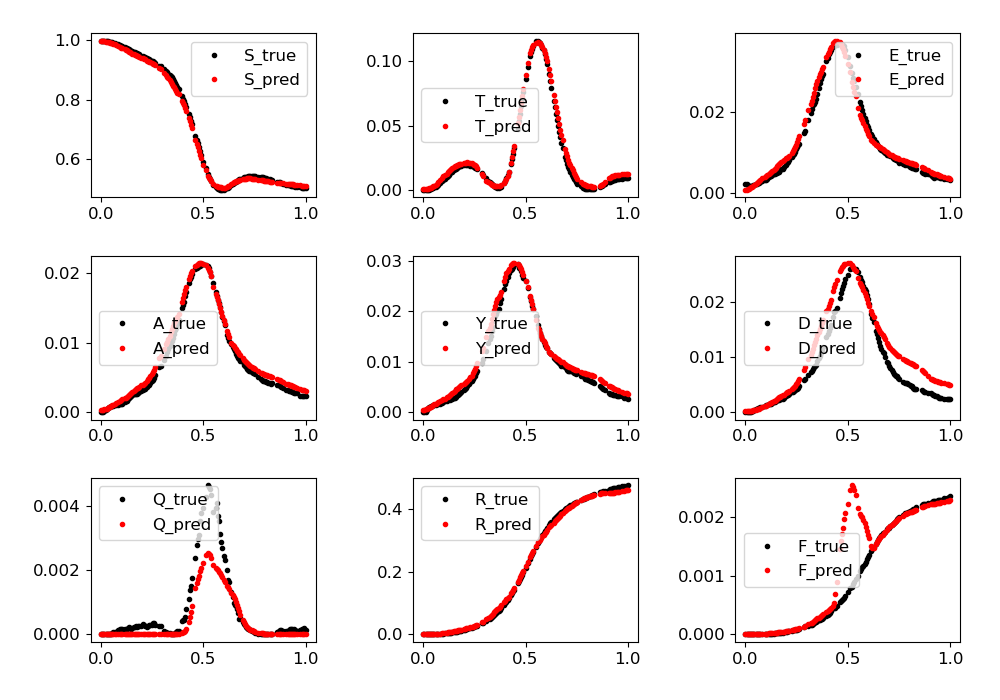 1.0
0.8
0.6
0.0 0.5 1.0
S_true
S_pred
0.10
0.05
0.00
0.0 0.5 1.0
T_true
T_pred
0.02
0.00
0.0 0.5 1.0
E_true
E_pred
0.02
0.01
0.00
0.0 0.5 1.0
A_true
A_pred
0.03
0.02
0.01
0.00
0.0 0.5 1.0
Y_true
Y_pred
0.02
0.01
0.00
0.0 0.5 1.0
D_true
D_pred
0.004
0.002
0.000
0.0 0.5 1.0
Q_true
Q_pred
0.4
0.2
0.0
0.0 0.5 1.0
R_true
R_pred
0.002
0.001
0.000
0.0 0.5 1.0
F_true
F_pred